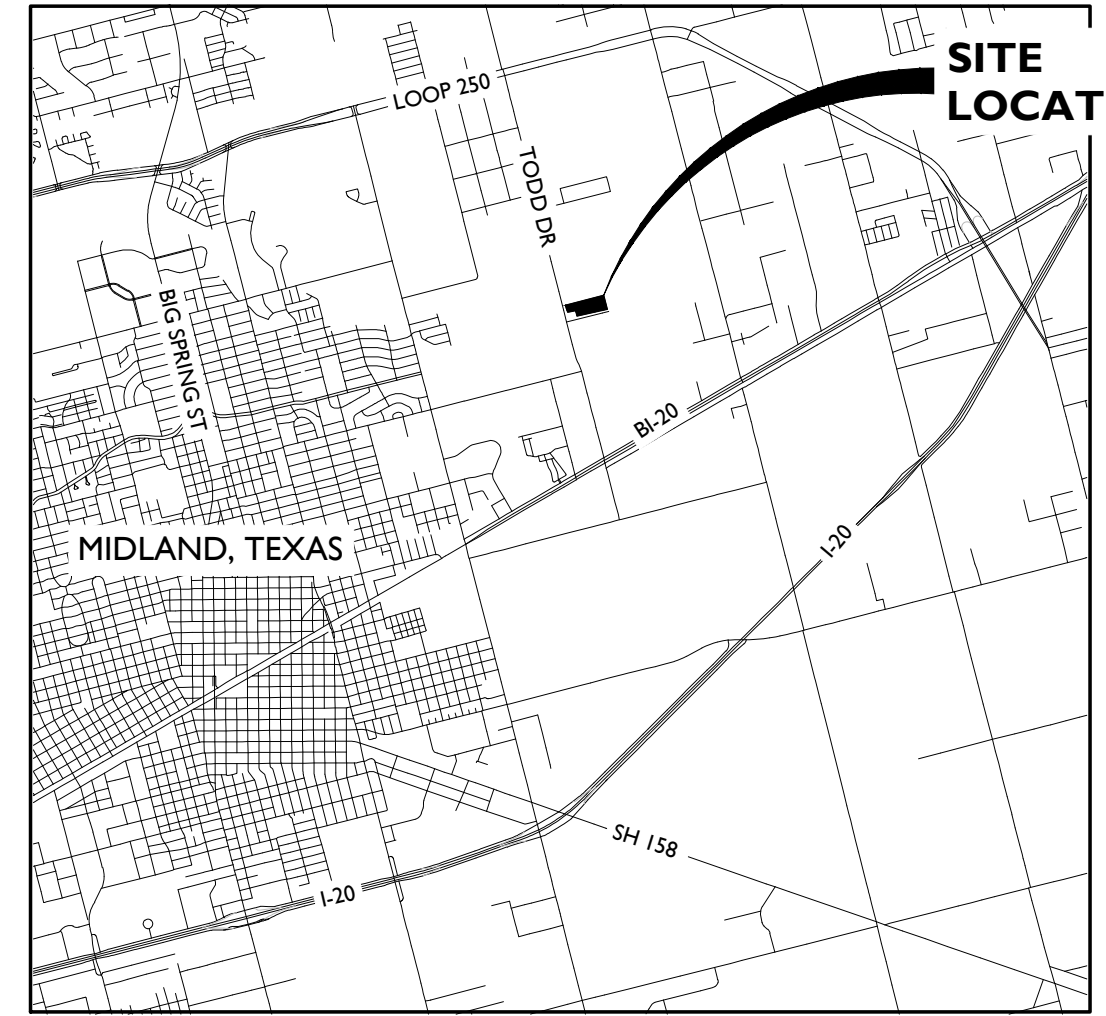 SITE
LOCAT
LOOP 250
TODD DR
BIG SPRING ST
BI-20
MIDLAND, TEXAS
I-20
SH 158
I-20